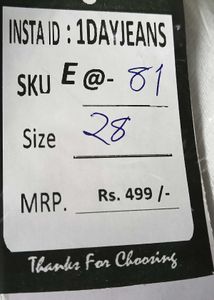 INSTA ID : 1DAYJEANS
SKU E @- 81
Size 28
MRP. Rs. 499 /-
Thanks For Choosing